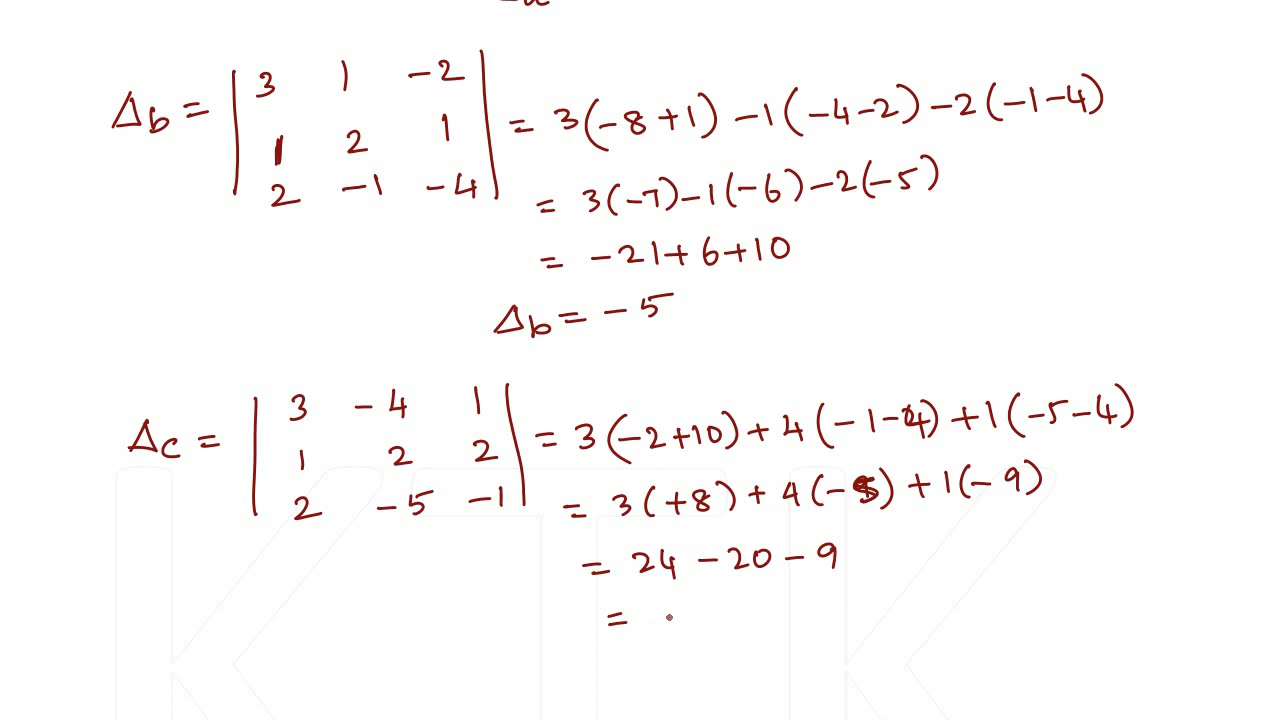 Δb = | 3 1 -2 |
| 1 2 1 | = 3(-8+1) -1(-4-2) -2(-1-4)
| 2 -1 -4 |
= 3(-7) -1(-6) -2(-5)
= -21+6+10
Δb = -5
Δc = | 3 -4 1 |
| 1 2 2 | = 3(-2+10) + 4(-1-4) + 1(-5-4)
| 2 -5 -1 |
= 3(+8) + 4(-5) + 1(-9)
= 24 -20 -9
=
KTK